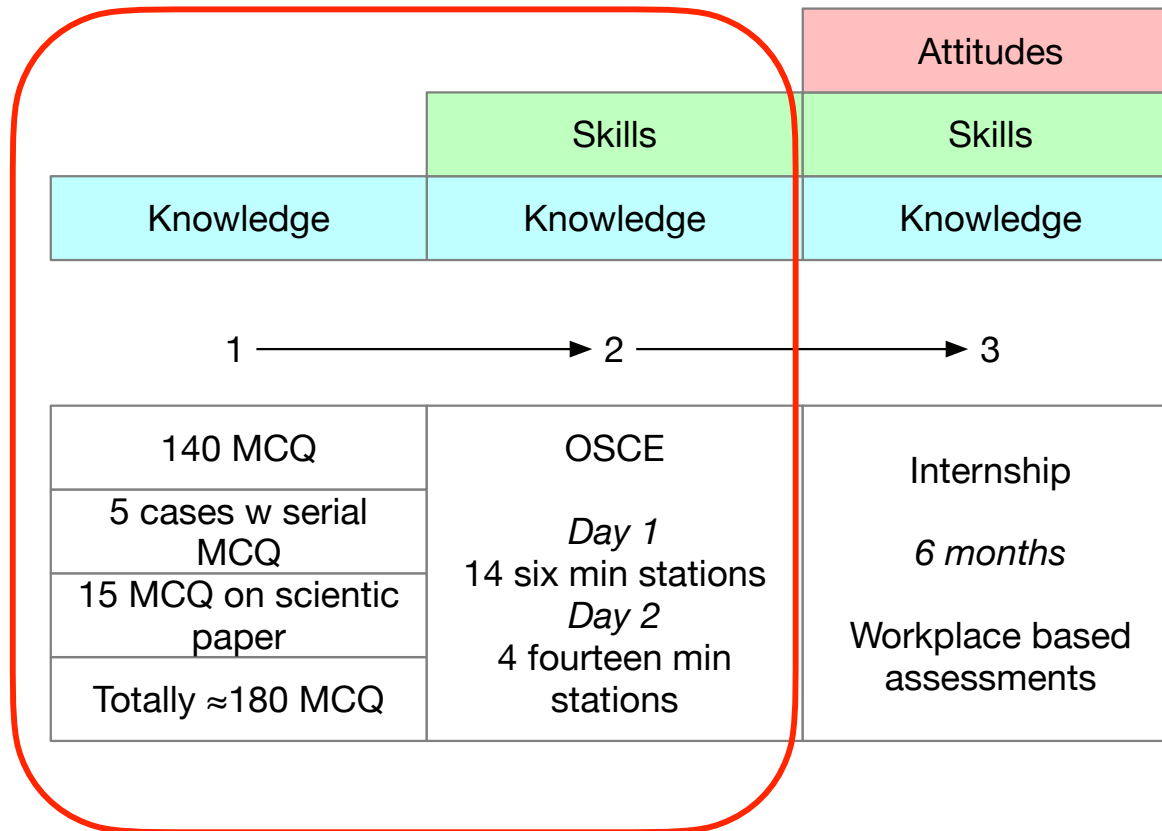 Attitudes
Skills
Skills
Knowledge
Knowledge
Knowledge
1
2
3
140 MCQ
5 cases w serial
MCQ
15 MCQ on scientic
paper
Totally ≈180 MCQ
OSCE
Day 1
14 six min stations
Day 2
4 fourteen min
stations
Internship
6 months
Workplace based
assessments